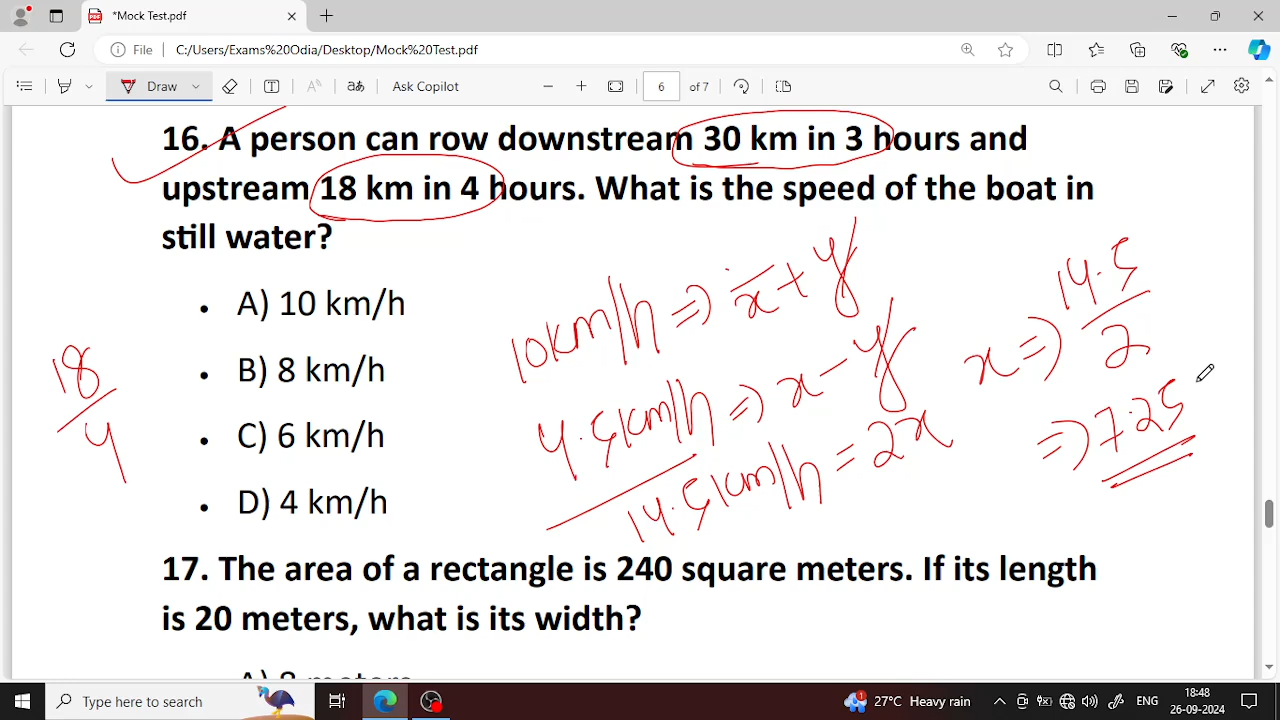 *Mock Test.pdf
File C:/Users/Exams%20Odia/Desktop/Mock%20Test.pdf
Draw aあ Ask Copilot 6 of 7
16. A person can row downstream 30 km in 3 hours and
upstream 18 km in 4 hours. What is the speed of the boat in
still water?
A) 10 km/h
B) 8 km/h
C) 6 km/h
D) 4 km/h
18
4
10km/h => x + y
4.5km/h => x - y
14.5km/h = 2x
x => 14.5
2
=> 7.25
17. The area of a rectangle is 240 square meters. If its length
is 20 meters, what is its width?
A) 8 meters
Type here to search
27°C Heavy rain
ENG
18:48
26-09-2024